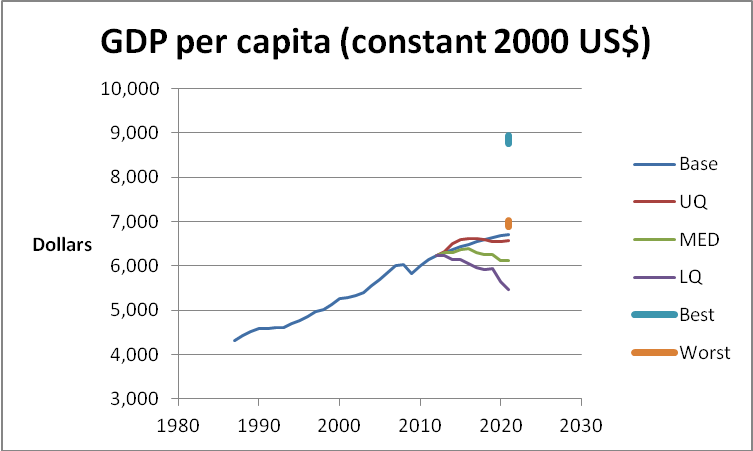 GDP per capita (constant 2000 US$)
10,000
9,000
8,000
7,000
6,000
5,000
4,000
3,000
Dollars
1980 1990 2000 2010 2020 2030
Base
UQ
MED
LQ
Best
Worst